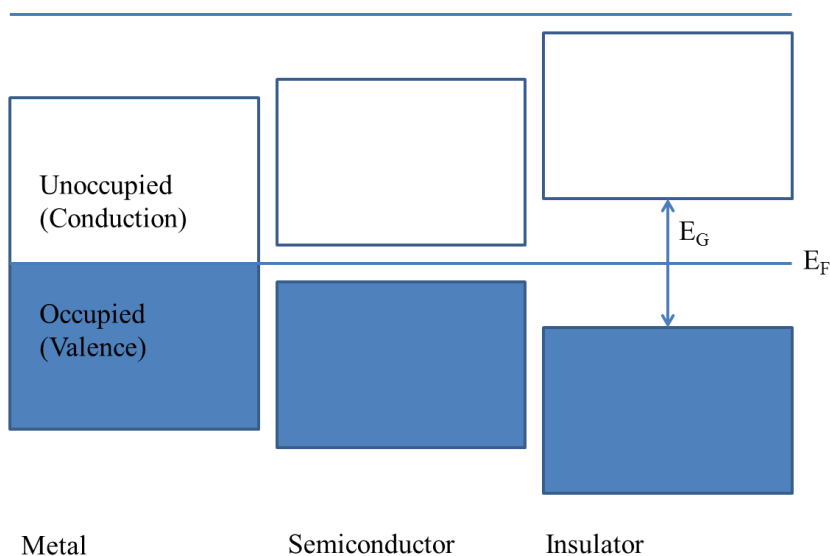 Unoccupied
(Conduction)
E_G
E_F
Occupied
(Valence)
Metal
Semiconductor
Insulator